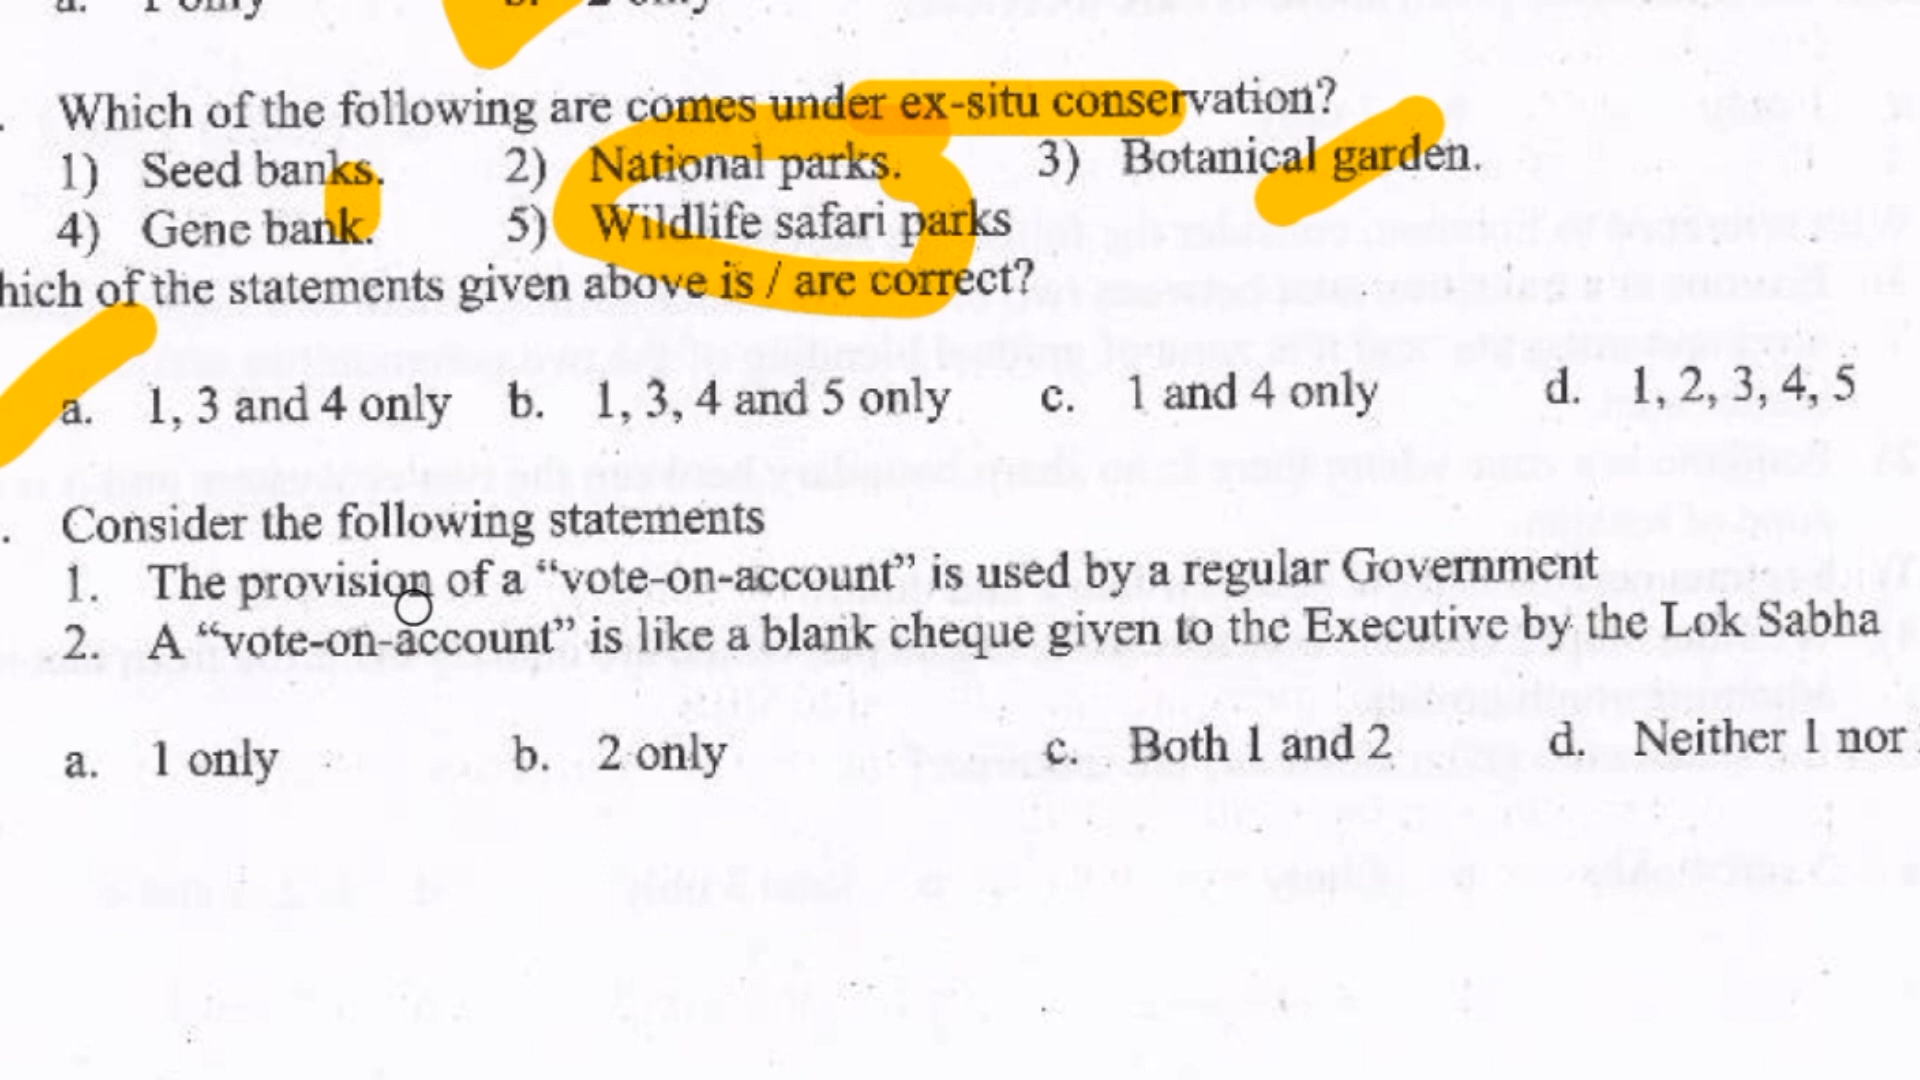 a. 1 only b. 2 only
. Which of the following are comes under ex-situ conservation?
1) Seed banks. 2) National parks. 3) Botanical garden.
4) Gene bank. 5) Wildlife safari parks
hich of the statements given above is / are correct?
a. 1, 3 and 4 only b. 1, 3, 4 and 5 only c. 1 and 4 only d. 1, 2, 3, 4, 5
. Consider the following statements
1. The provision of a “vote-on-account” is used by a regular Government
2. A “vote-on-account” is like a blank cheque given to the Executive by the Lok Sabha
a. 1 only b. 2 only c. Both 1 and 2 d. Neither 1 nor